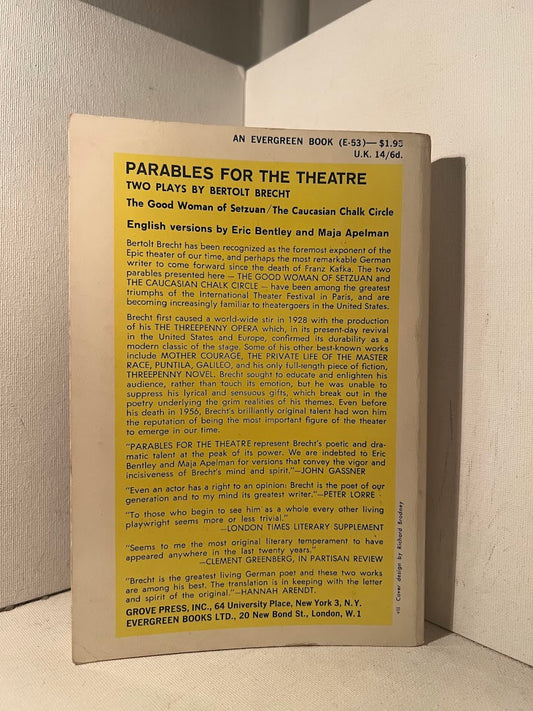 AN EVERGREEN BOOK (E-53)—$1.95
U.K. 14/6d.
PARABLES FOR THE THEATRE
TWO PLAYS BY BERTOLT BRECHT
The Good Woman of Setzuan/The Caucasian Chalk Circle
English versions by Eric Bentley and Maja Apelman
Bertolt Brecht has been recognized as the foremost exponent of the
Epic theater of our time, and perhaps the most remarkable German
writer to come forward since the death of Franz Kafka. The two
parables presented here — THE GOOD WOMAN OF SETZUAN and
THE CAUCASIAN CHALK CIRCLE — have been among the greatest
triumphs of the International Theater Festival in Paris, and are
becoming increasingly familiar to theatergoers in the United States.
Brecht first caused a world-wide stir in 1928 with the production
of his THE THREEPENNY OPERA which, in its present-day revival
in the United States and Europe, confirmed its durability as a
modern classic of the stage. Some of his other best-known works
include MOTHER COURAGE, THE PRIVATE LIFE OF THE MASTER
RACE, PUNTILA, GALILEO, and his only full-length piece of fiction,
THREEPENNY NOVEL. Brecht sought to educate and enlighten his
audience, rather than touch its emotion, but he was unable to
suppress his lyrical and sensuous gifts, which break out in the
poetry underlying the grim realities of his themes. Even before
his death in 1956, Brecht's brilliantly original talent had won him
the reputation of being the most important figure of the theater
to emerge in our time.
"PARABLES FOR THE THEATRE represent Brecht's poetic and dra-
matic talent at the peak of its power. We are indebted to Eric
Bentley and Maja Apelman for versions that convey the vigor and
incisiveness of Brecht's mind and spirit."—JOHN GASSNER
"Even an actor has a right to an opinion: Brecht is the poet of our
generation and to my mind its greatest writer."—PETER LORRE
"To those who begin to see him as a whole every other living
playwright seems more or less trivial."
—LONDON TIMES LITERARY SUPPLEMENT
"Seems to me the most original literary temperament to have
appeared anywhere in the last twenty years."
—CLEMENT GREENBERG, IN PARTISAN REVIEW
"Brecht is the greatest living German poet and these two works
are among his best. The translation is in keeping with the letter
and spirit of the original."—HANNAH ARENDT.
GROVE PRESS, INC., 64 University Place, New York 3, N. Y.
EVERGREEN BOOKS LTD., 20 New Bond St., London, W. 1
vii Cover design by Richard Brodney